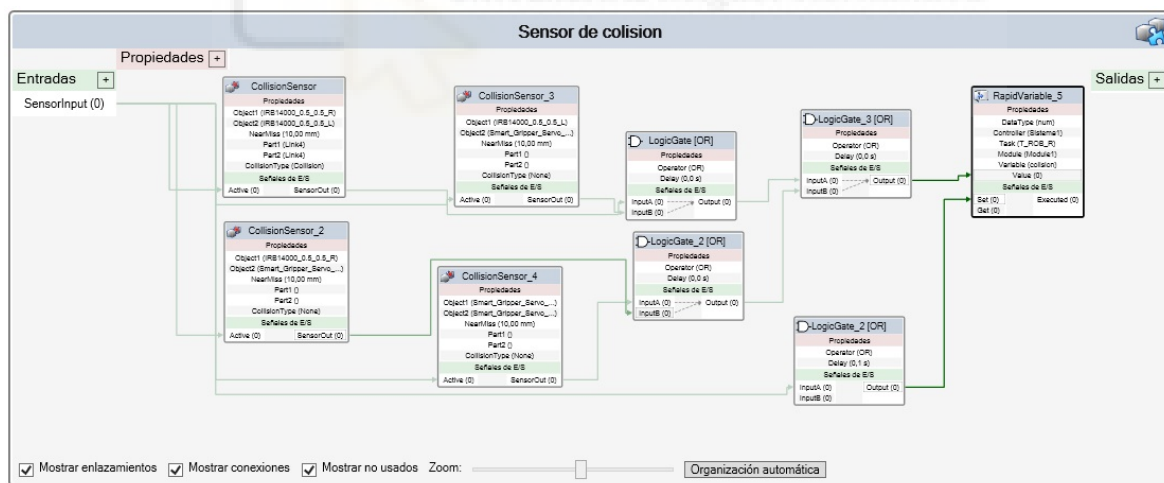 Sensor de colision
Propiedades +
Entradas +
Salidas +
SensorInput (0)
CollisionSensor
Propiedades
Object1 (IRB14000_0.5_0.5_R)
Object2 (IRB14000_0.5_0.5_L)
NearMiss (10,00 mm)
Part1 (Link4)
Part2 (Link4)
CollisionType (Collision)
Señales de E/S
Active (0) SensorOut (0)
CollisionSensor_3
Propiedades
Object1 (IRB14000_0.5_0.5_L)
Object2 (Smart_Gripper_Servo_...)
NearMiss (10,00 mm)
Part1 ()
Part2 ()
CollisionType (None)
Señales de E/S
Active (0) SensorOut (0)
LogicGate [OR]
Propiedades
Operator (OR)
Delay (0,0 s)
Señales de E/S
InputA (0) Output (0)
InputB (0)
LogicGate_3 [OR]
Propiedades
Operator (OR)
Delay (0,0 s)
Señales de E/S
InputA (0) Output (0)
InputB (0)
RapidVariable_5
Propiedades
DataType (num)
Controller (Sistema1)
Task (T_ROB_R)
Module (Module1)
Variable (colision)
Value (0)
Señales de E/S
Set (0) Executed (0)
Get (0)
CollisionSensor_2
Propiedades
Object1 (IRB14000_0.5_0.5_R)
Object2 (Smart_Gripper_Servo_...)
NearMiss (10,00 mm)
Part1 ()
Part2 ()
CollisionType (None)
Señales de E/S
Active (0) SensorOut (0)
CollisionSensor_4
Propiedades
Object1 (Smart_Gripper_Servo_...)
Object2 (Smart_Gripper_Servo_...)
NearMiss (10,00 mm)
Part1 ()
Part2 ()
CollisionType (None)
Señales de E/S
Active (0) SensorOut (0)
LogicGate_2 [OR]
Propiedades
Operator (OR)
Delay (0,0 s)
Señales de E/S
InputA (0) Output (0)
InputB (0)
LogicGate_2 [OR]
Propiedades
Operator (OR)
Delay (0,1 s)
Señales de E/S
InputA (0) Output (0)
InputB (0)
Mostrar enlazamientos Mostrar conexiones Mostrar no usados Zoom: Organización automática